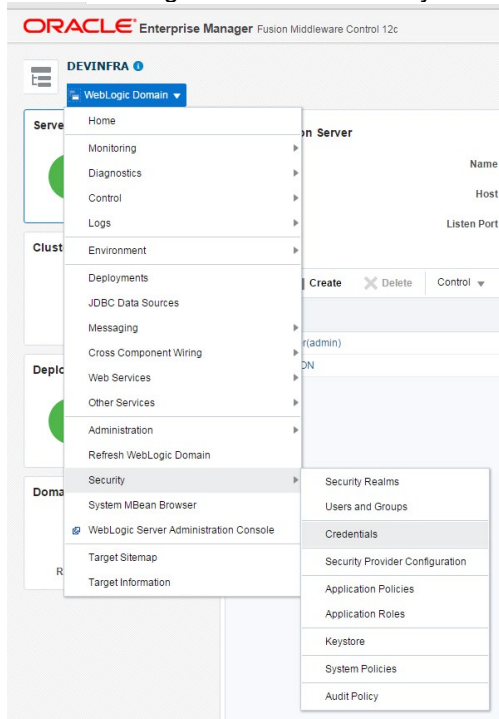 ORACLE Enterprise Manager Fusion Middleware Control 12c
DEVINFRA
WebLogic Domain
Home
Monitoring
Diagnostics
Control
Logs
Environment
Deployments
JDBC Data Sources
Messaging
Cross Component Wiring
Web Services
Other Services
Administration
Refresh WebLogic Domain
Security
System MBean Browser
WebLogic Server Administration Console
Target Sitemap
Target Information
Security Realms
Users and Groups
Credentials
Security Provider Configuration
Application Policies
Application Roles
Keystore
System Policies
Audit Policy
Serve
on Server
Name
Host
Listen Port
Clust
Create
Delete
Control
r(admin)
ON
Deplo
Doma
R